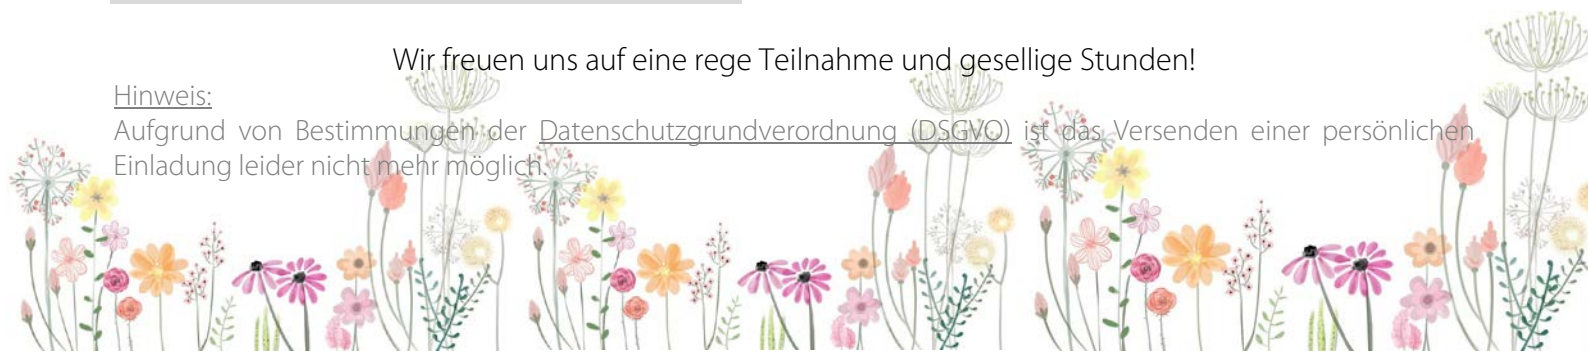 Wir freuen uns auf eine rege Teilnahme und gesellige Stunden!
Hinweis:
Aufgrund von Bestimmungen der Datenschutzgrundverordnung (DSGVO) ist das Versenden einer persönlichen
Einladung leider nicht mehr möglich.